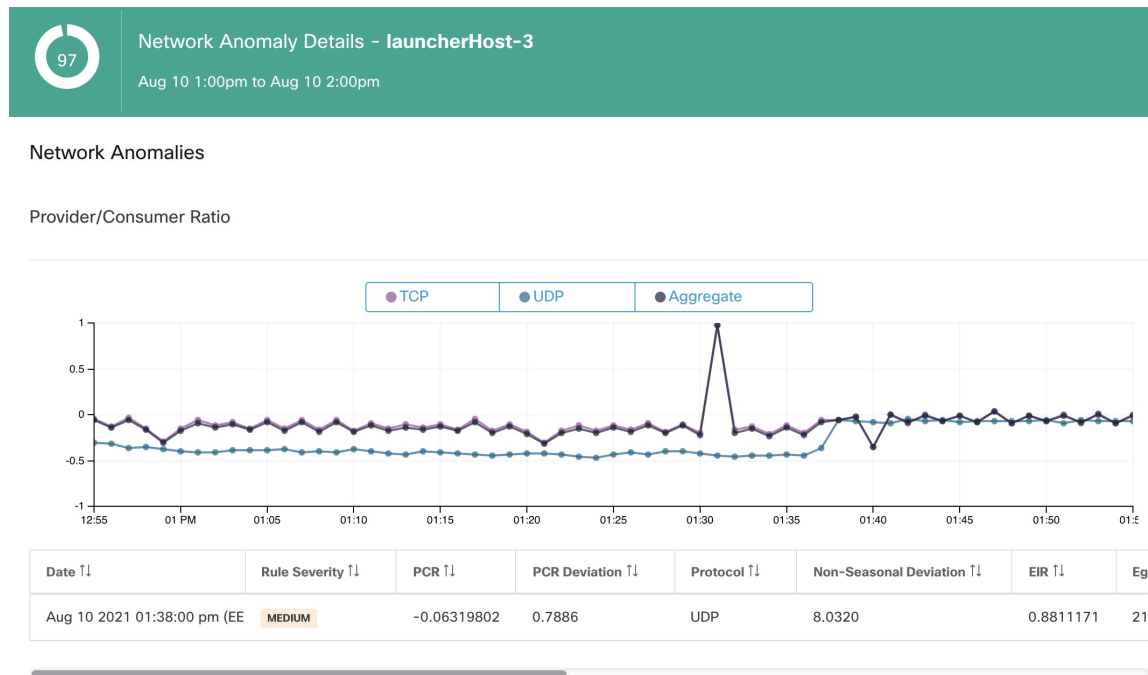 97
Network Anomaly Details - launcherHost-3
Aug 10 1:00pm to Aug 10 2:00pm
Network Anomalies
Provider/Consumer Ratio
TCP UDP Aggregate
1
0.5
0
-0.5
-1
12:55 01 PM 01:05 01:10 01:15 01:20 01:25 01:30 01:35 01:40 01:45 01:50 01:5
Date ↑↓ Rule Severity ↑↓ PCR ↑↓ PCR Deviation ↑↓ Protocol ↑↓ Non-Seasonal Deviation ↑↓ EIR ↑↓ Eg
Aug 10 2021 01:38:00 pm (EE MEDIUM -0.06319802 0.7886 UDP 8.0320 0.8811171 21